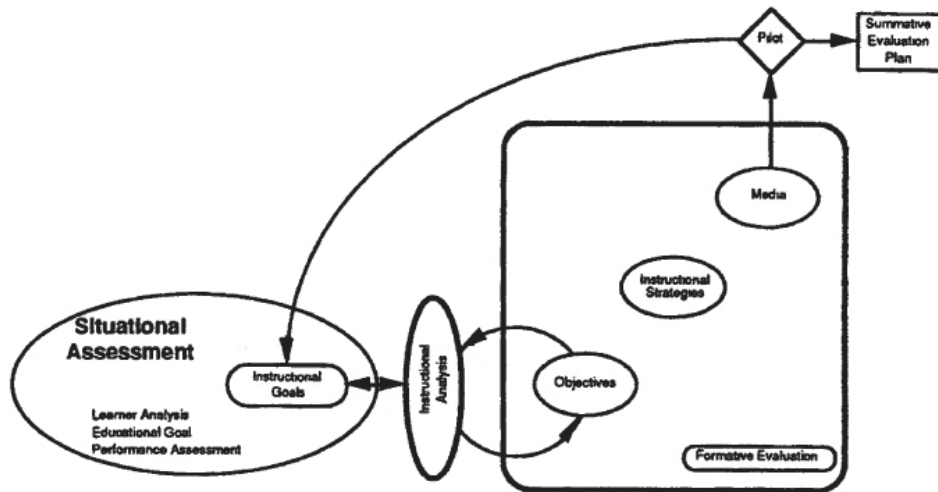 Pilot
Summative
Evaluation
Plan
Media
Instructional
Strategies
Situational
Assessment
Instructional
Goals
Instructional
Analysis
Objectives
Learner Analysis
Educational Goal
Performance Assessment
Formative Evaluation